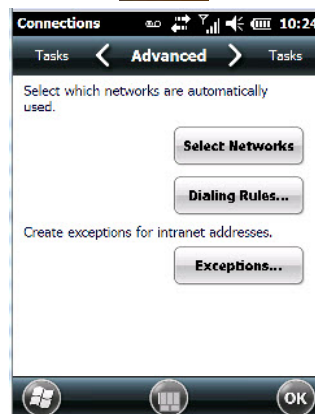 Connections 10:24
Tasks Advanced Tasks
Select which networks are automatically
used.
Select Networks
Dialing Rules...
Create exceptions for intranet addresses.
Exceptions...
OK